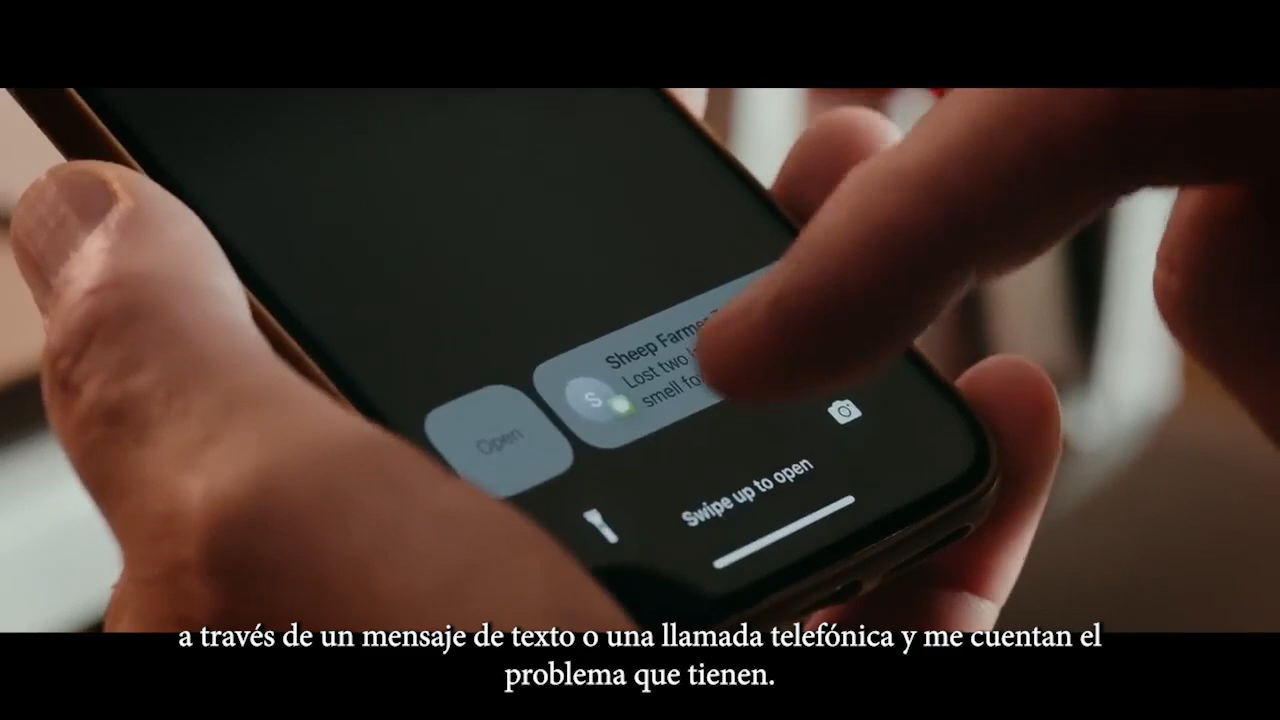 Sheep Farmer
Lost two
smell
S
Open
Swipe up to open
a través de un mensaje de texto o una llamada telefónica y me cuentan el
problema que tienen.